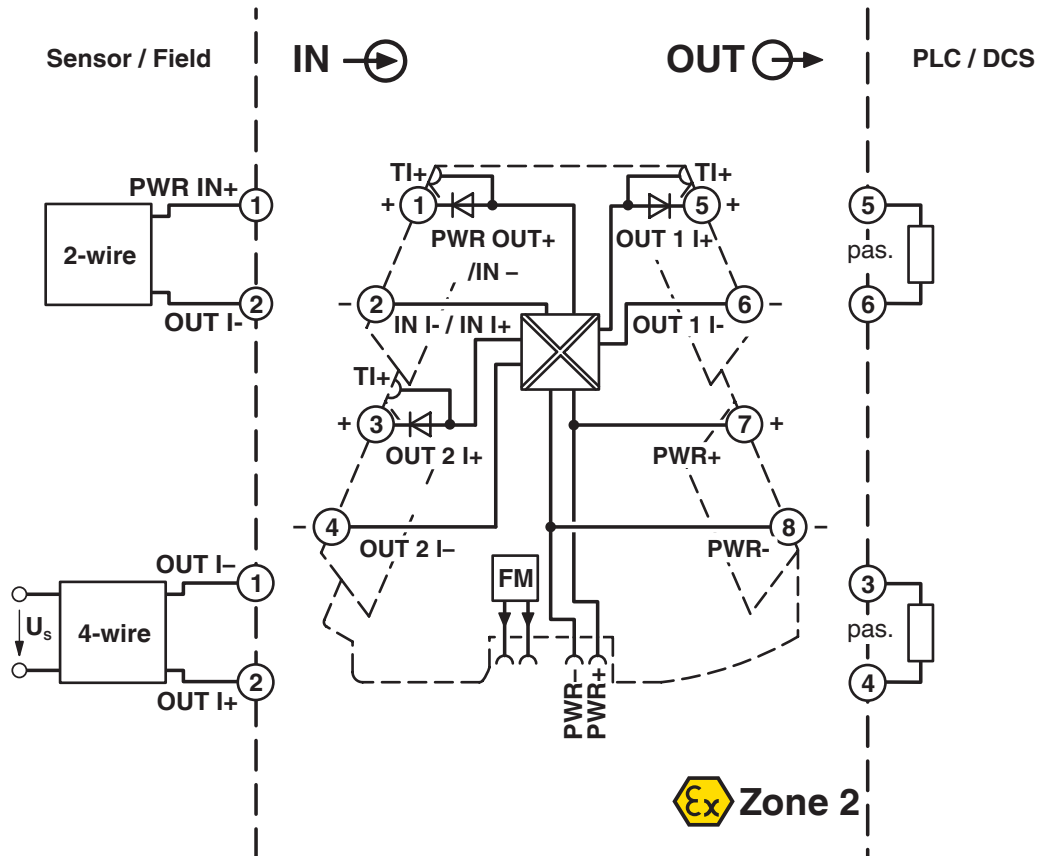 Sensor / Field
IN
OUT
PLC / DCS
PWR IN+
1
2-wire
2
OUT I-
TI+
+ 1
PWR OUT+
/IN –
– 2
IN I- / IN I+
TI+
+ 3
OUT 2 I+
– 4
OUT 2 I–
TI+
5 +
OUT 1 I+
6 –
OUT 1 I-
7 +
PWR+
8 –
PWR-
FM
PWR-
PWR+
5
pas.
6
OUT I–
1
Us
4-wire
2
OUT I+
3
pas.
4
Ex Zone 2